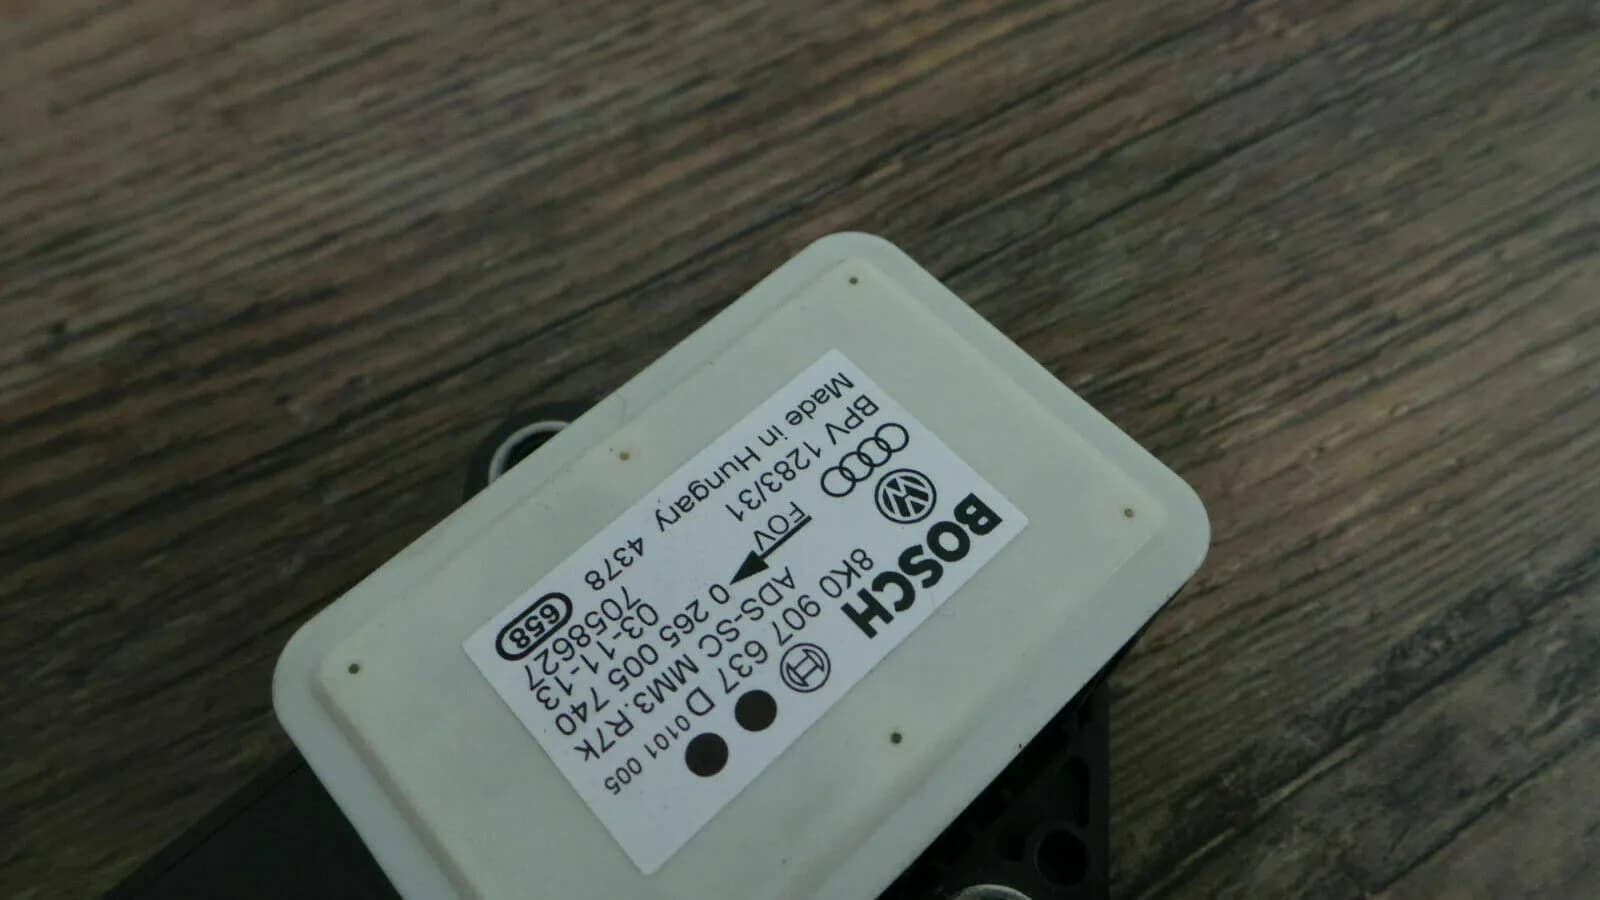 BOSCH
8K0 907 637 D 0101 005
ADS-SC MM3.R7K
FOV 0 265 005 740
03-11-13
BPV 1283/31 7058627
Made in Hungary 4378 658